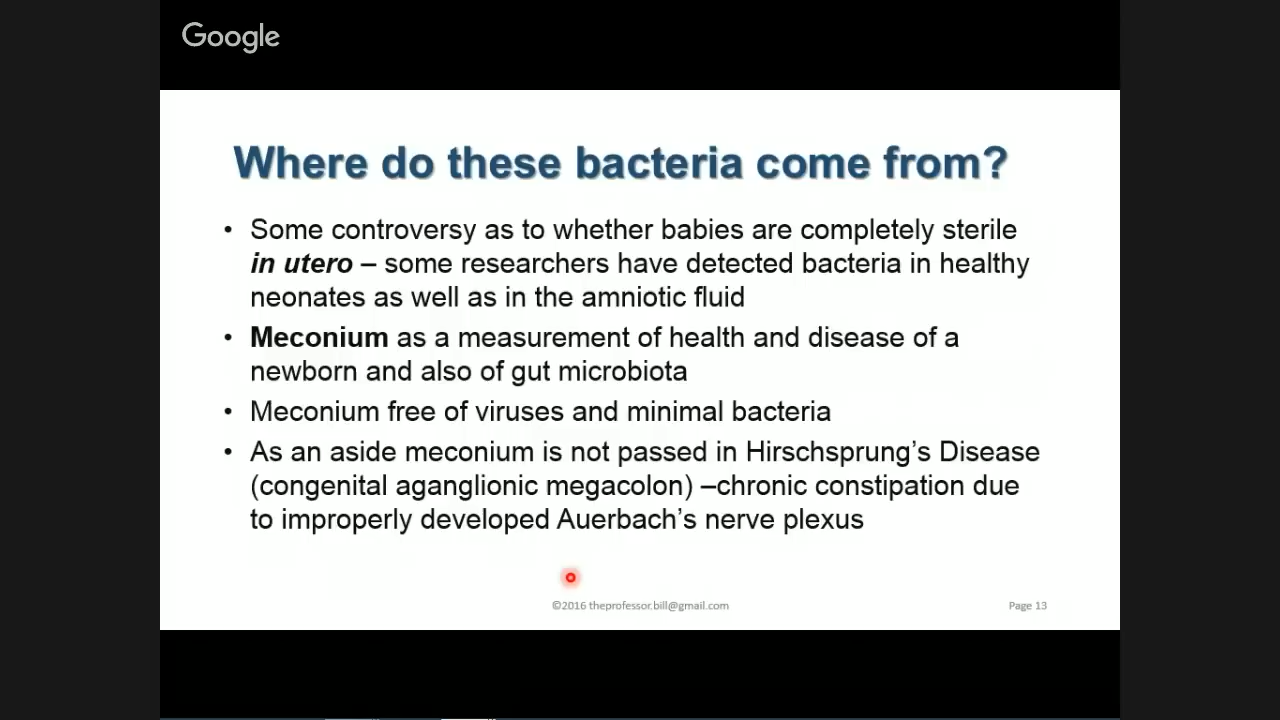 Google
Where do these bacteria come from?
• Some controversy as to whether babies are completely sterile
in utero – some researchers have detected bacteria in healthy
neonates as well as in the amniotic fluid
• Meconium as a measurement of health and disease of a
newborn and also of gut microbiota
• Meconium free of viruses and minimal bacteria
• As an aside meconium is not passed in Hirschsprung’s Disease
(congenital aganglionic megacolon) –chronic constipation due
to improperly developed Auerbach’s nerve plexus
©2016 theprofessor.bill@gmail.com
Page 13